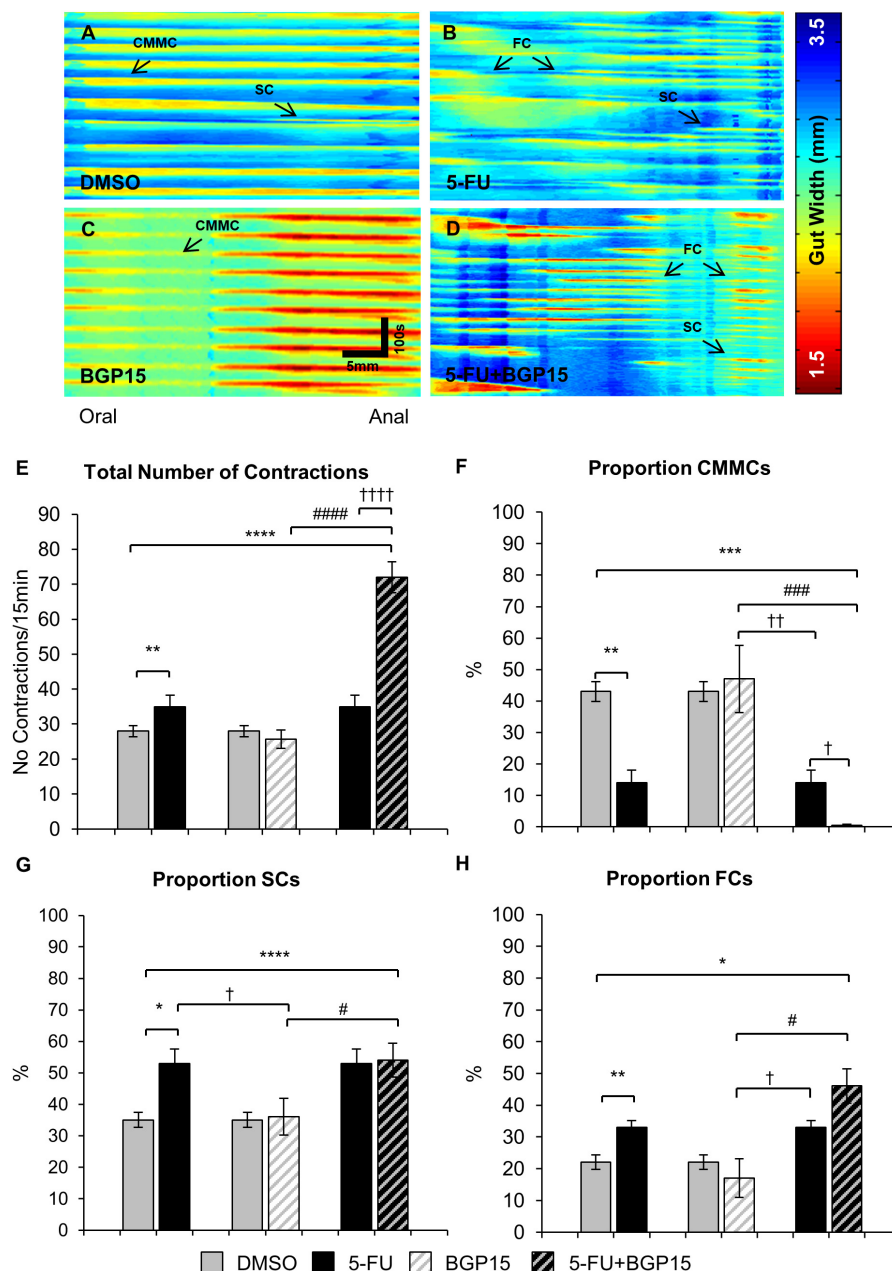 A
CMMC
SC
DMSO
B
FC
SC
5-FU
C
CMMC
BGP15
5mm
100s
D
FC
SC
5-FU+BGP15
3.5
Gut Width (mm)
1.5
Oral
Anal
E
Total Number of Contractions
No Contractions/15min
90
80
70
60
50
40
30
20
10
0
**
****
####
††††
F
Proportion CMMCs
%
100
90
80
70
60
50
40
30
20
10
0
**
***
###
††
†
G
Proportion SCs
%
100
90
80
70
60
50
40
30
20
10
0
*
****
†
#
H
Proportion FCs
%
100
90
80
70
60
50
40
30
20
10
0
**
*
#
†
DMSO 5-FU BGP15 5-FU+BGP15